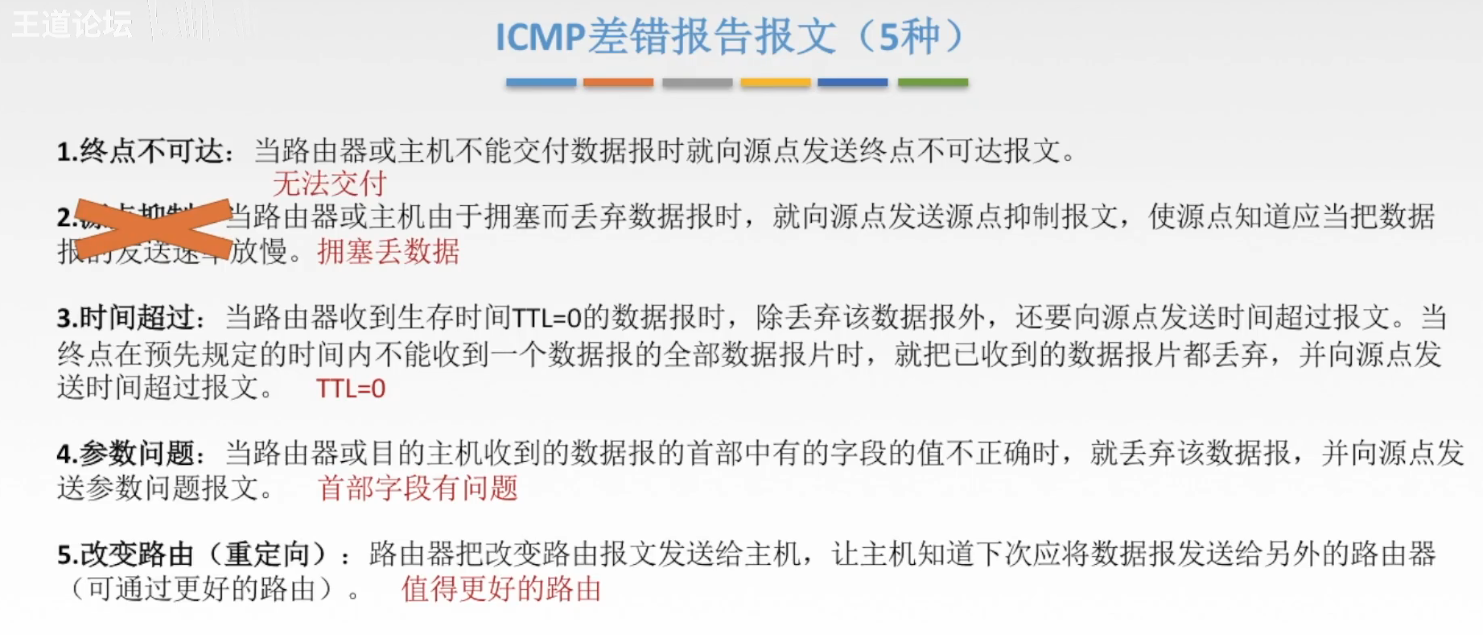 王道论坛
ICMP差错报告报文（5种）
1.终点不可达：当路由器或主机不能交付数据报时就向源点发送终点不可达报文。
无法交付
2.源点抑制 当路由器或主机由于拥塞而丢弃数据报时，就向源点发送源点抑制报文，使源点知道应当把数据
报的发送速率放慢。拥塞丢数据
3.时间超过：当路由器收到生存时间TTL=0的数据报时，除丢弃该数据报外，还要向源点发送时间超过报文。当
终点在预先规定的时间内不能收到一个数据报的全部数据报片时，就把已收到的数据报片都丢弃，并向源点发
送时间超过报文。 TTL=0
4.参数问题：当路由器或目的主机收到的数据报的首部中有的字段的值不正确时，就丢弃该数据报，并向源点发
送参数问题报文。 首部字段有问题
5.改变路由（重定向）：路由器把改变路由报文发送给主机，让主机知道下次应将数据报发送给另外的路由器
（可通过更好的路由）。 值得更好的路由